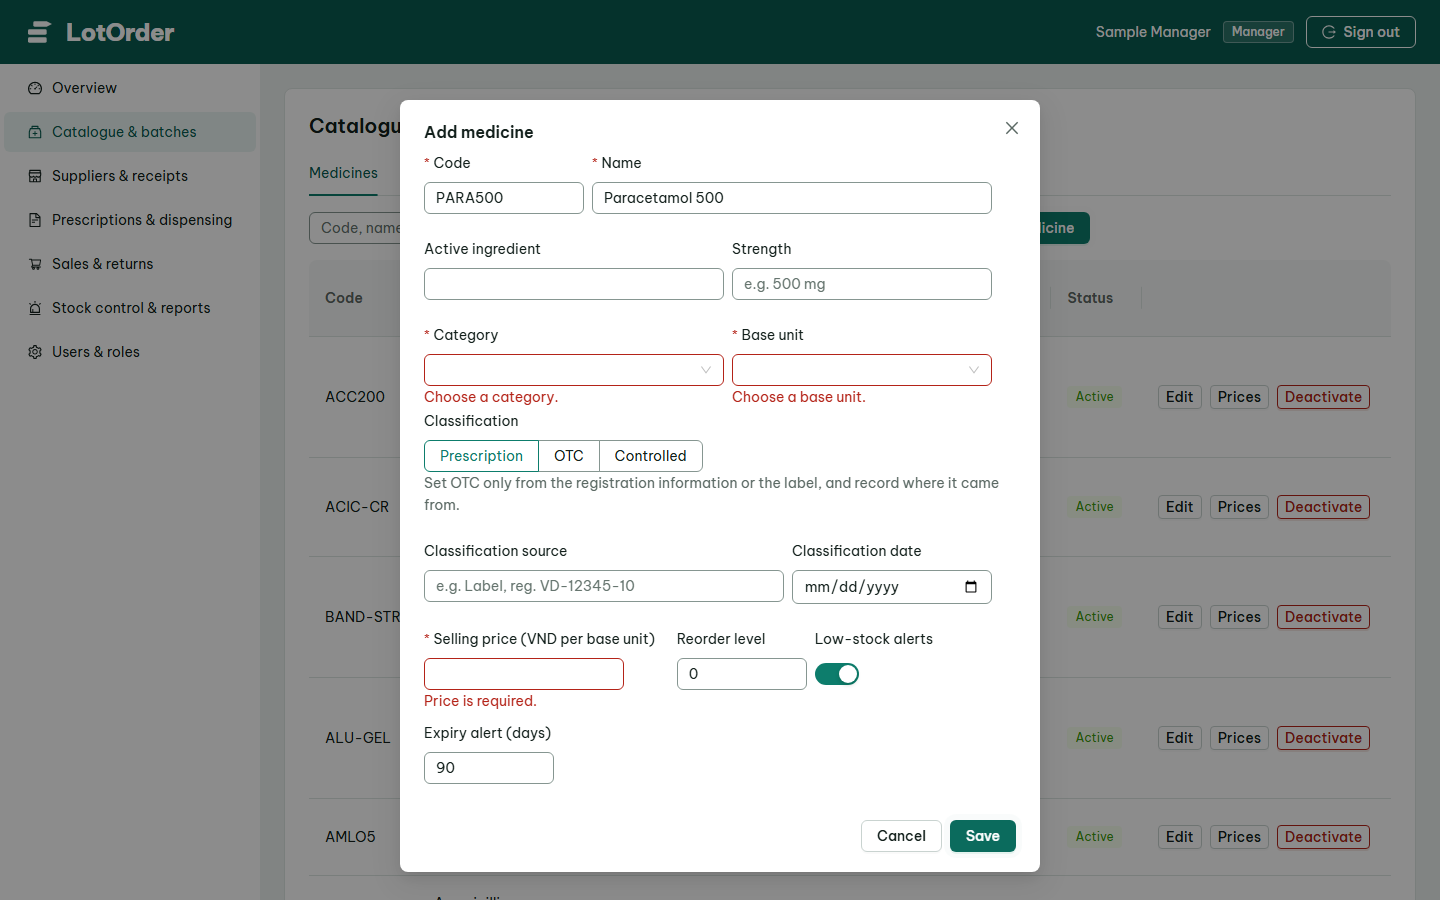 LotOrder
Sample Manager
Manager
Sign out
Overview
Catalogue & batches
Suppliers & receipts
Prescriptions & dispensing
Sales & returns
Stock control & reports
Users & roles
Medicines
Code, name
Code
Status
ACC200
Active
Edit
Prices
Deactivate
ACIC-CR
Active
Edit
Prices
Deactivate
BAND-STR
Active
Edit
Prices
Deactivate
ALU-GEL
Active
Edit
Prices
Deactivate
AMLO5
Active
Edit
Prices
Deactivate
Add medicine
* Code
* Name
PARA500
Paracetamol 500
Active ingredient
Strength
e.g. 500 mg
* Category
* Base unit
Choose a category.
Choose a base unit.
Classification
Prescription
OTC
Controlled
Set OTC only from the registration information or the label, and record where it came
from.
Classification source
Classification date
e.g. Label, reg. VD-12345-10
mm/dd/yyyy
* Selling price (VND per base unit)
Reorder level
Low-stock alerts
0
Price is required.
Expiry alert (days)
90
Cancel
Save